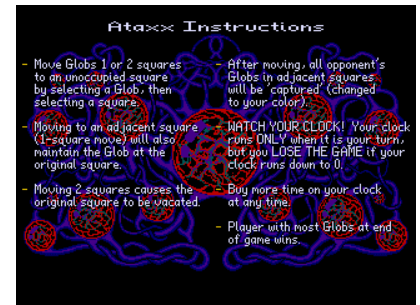 Ataxx Instructions
- Move Globs 1 or 2 squares
to an unoccupied square
by selecting a Glob, then
selecting a square.
- Moving to an adjacent square
(1-square move) will also
maintain the Glob at the
original square.
- Moving 2 squares causes the
original square to be vacated.
- After moving, all opponent's
Globs in adjacent squares
will be 'captured' (changed
to your color).
- WATCH YOUR CLOCK! Your clock
runs ONLY when it is your turn,
but you LOSE THE GAME if your
clock runs down to 0.
- Buy more time on your clock
at any time.
- Player with most Globs at end
of game wins.